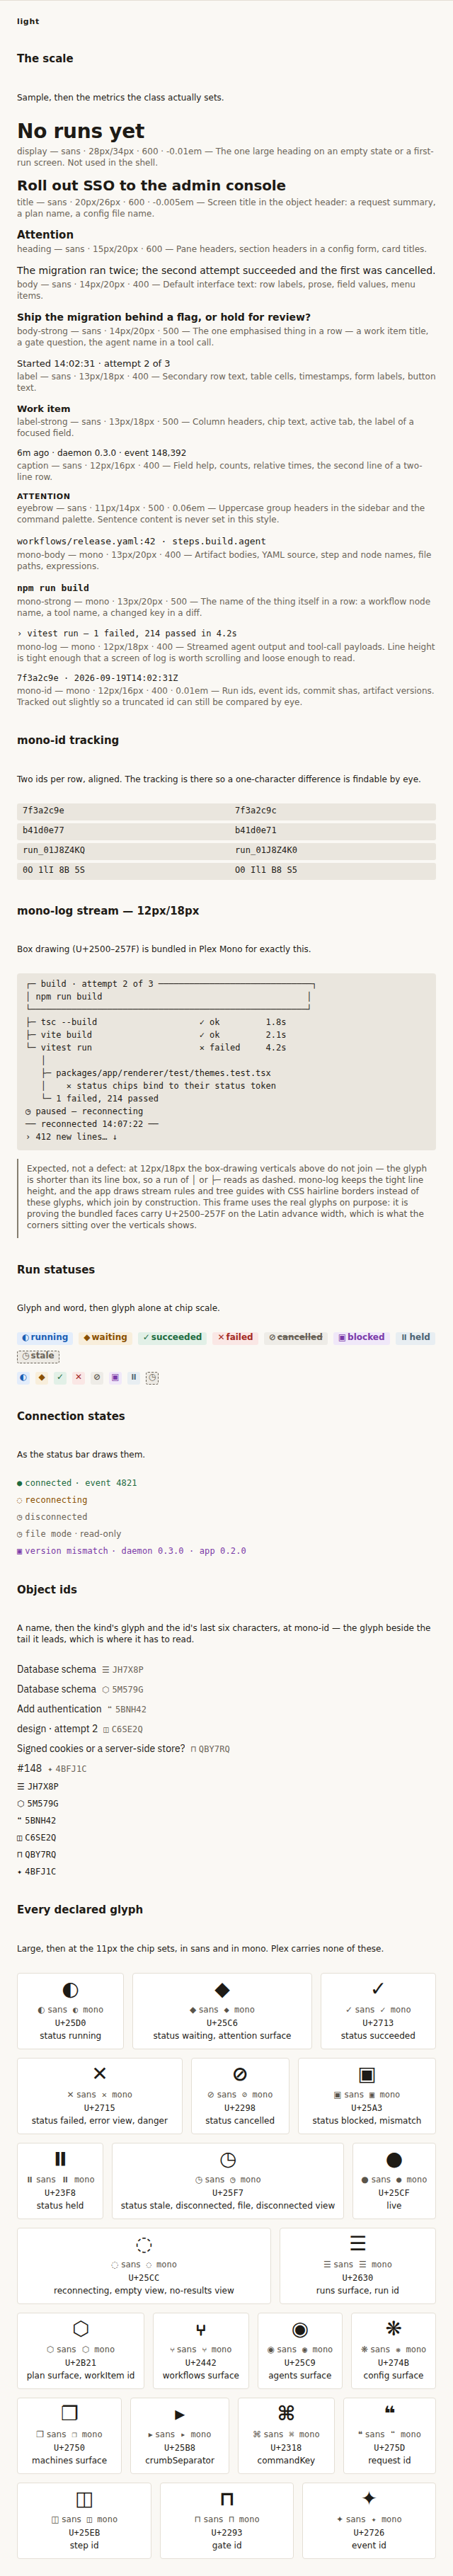 light
The scale
Sample, then the metrics the class actually sets.
No runs yet
display — sans · 28px/34px · 600 · -0.01em — The one large heading on an empty state or a first-
run screen. Not used in the shell.
Roll out SSO to the admin console
title — sans · 20px/26px · 600 · -0.005em — Screen title in the object header: a request summary,
a plan name, a config file name.
Attention
heading — sans · 15px/20px · 600 — Pane headers, section headers in a config form, card titles.
The migration ran twice; the second attempt succeeded and the first was cancelled.
body — sans · 14px/20px · 400 — Default interface text: row labels, prose, field values, menu
items.
Ship the migration behind a flag, or hold for review?
body-strong — sans · 14px/20px · 500 — The one emphasised thing in a row — a work item title,
a gate question, the agent name in a tool call.
Started 14:02:31 · attempt 2 of 3
label — sans · 13px/18px · 400 — Secondary row text, table cells, timestamps, form labels, button
text.
Work item
label-strong — sans · 13px/18px · 500 — Column headers, chip text, active tab, the label of a
focused field.
6m ago · daemon 0.3.0 · event 148,392
caption — sans · 12px/16px · 400 — Field help, counts, relative times, the second line of a two-
line row.
ATTENTION
eyebrow — sans · 11px/14px · 500 · 0.06em — Uppercase group headers in the sidebar and the
command palette. Sentence content is never set in this style.
workflows/release.yaml:42 · steps.build.agent
mono-body — mono · 13px/20px · 400 — Artifact bodies, YAML source, step and node names, file
paths, expressions.
npm run build
mono-strong — mono · 13px/20px · 500 — The name of the thing itself in a row: a workflow node
name, a tool name, a changed key in a diff.
› vitest run — 1 failed, 214 passed in 4.2s
mono-log — mono · 12px/18px · 400 — Streamed agent output and tool-call payloads. Line height
is tight enough that a screen of log is worth scrolling and loose enough to read.
7f3a2c9e · 2026-09-19T14:02:31Z
mono-id — mono · 12px/16px · 400 · 0.01em — Run ids, event ids, commit shas, artifact versions.
Tracked out slightly so a truncated id can still be compared by eye.
mono-id tracking
Two ids per row, aligned. The tracking is there so a one-character difference is findable by eye.
7f3a2c9e 7f3a2c9c
b41d0e77 b41d0e71
run_01J8Z4KQ run_01J8Z4K0
0O 1lI 8B 5S O0 Il1 B8 S5
mono-log stream — 12px/18px
Box drawing (U+2500–257F) is bundled in Plex Mono for exactly this.
┌─ build · attempt 2 of 3 ──────────────────────────────┐
│ npm run build │
└───────────────────────────────────────────────────────┘
├─ tsc --build ✓ ok 1.8s
├─ vite build ✓ ok 2.1s
└─ vitest run ✕ failed 4.2s
│
├─ packages/app/renderer/test/themes.test.tsx
│ ✕ status chips bind to their status token
└─ 1 failed, 214 passed
◷ paused — reconnecting
── reconnected 14:07:22 ──
› 412 new lines… ↓
Expected, not a defect: at 12px/18px the box-drawing verticals above do not join — the glyph
is shorter than its line box, so a run of │ or ├─ reads as dashed. mono-log keeps the tight line
height, and the app draws stream rules and tree guides with CSS hairline borders instead of
these glyphs, which join by construction. This frame uses the real glyphs on purpose: it is
proving the bundled faces carry U+2500–257F on the Latin advance width, which is what the
corners sitting over the verticals shows.
Run statuses
Glyph and word, then glyph alone at chip scale.
◐ running ◆ waiting ✓ succeeded ✕ failed ⊘ cancelled ▣ blocked ⏸ held
◷ stale
◐ ◆ ✓ ✕ ⊘ ▣ ⏸ ◷
Connection states
As the status bar draws them.
● connected · event 4821
◌ reconnecting
◷ disconnected
◷ file mode · read-only
▣ version mismatch · daemon 0.3.0 · app 0.2.0
Object ids
A name, then the kind's glyph and the id's last six characters, at mono-id — the glyph beside the
tail it leads, which is where it has to read.
Database schema ☰ JH7X8P
Database schema ⬡ 5M579G
Add authentication ❝ 5BNH42
design · attempt 2 ◫ C6SE2Q
Signed cookies or a server-side store? ⊓ QBY7RQ
#148 ✦ 4BFJ1C
☰ JH7X8P
⬡ 5M579G
❝ 5BNH42
◫ C6SE2Q
⊓ QBY7RQ
✦ 4BFJ1C
Every declared glyph
Large, then at the 11px the chip sets, in sans and in mono. Plex carries none of these.
◐ ◆ ✓
◐ sans ◐ mono ◆ sans ◆ mono ✓ sans ✓ mono
U+25D0 U+25C6 U+2713
status running status waiting, attention surface status succeeded
✕ ⊘ ▣
✕ sans ✕ mono ⊘ sans ⊘ mono ▣ sans ▣ mono
U+2715 U+2298 U+25A3
status failed, error view, danger status cancelled status blocked, mismatch
⏸ ◷ ●
⏸ sans ⏸ mono ◷ sans ◷ mono ● sans ● mono
U+23F8 U+25F7 U+25CF
status held status stale, disconnected, file, disconnected view live
◌ ☰
◌ sans ◌ mono ☰ sans ☰ mono
U+25CC U+2630
reconnecting, empty view, no-results view runs surface, run id
⬡ ⑂ ◉ ❋
⬡ sans ⬡ mono ⑂ sans ⑂ mono ◉ sans ◉ mono ❋ sans ❋ mono
U+2B21 U+2442 U+25C9 U+274B
plan surface, workItem id workflows surface agents surface config surface
❐ ▸ ⌘ ❝
❐ sans ❐ mono ▸ sans ▸ mono ⌘ sans ⌘ mono ❝ sans ❝ mono
U+2750 U+25B8 U+2318 U+275D
machines surface crumbSeparator commandKey request id
◫ ⊓ ✦
◫ sans ◫ mono ⊓ sans ⊓ mono ✦ sans ✦ mono
U+25EB U+2293 U+2726
step id gate id event id